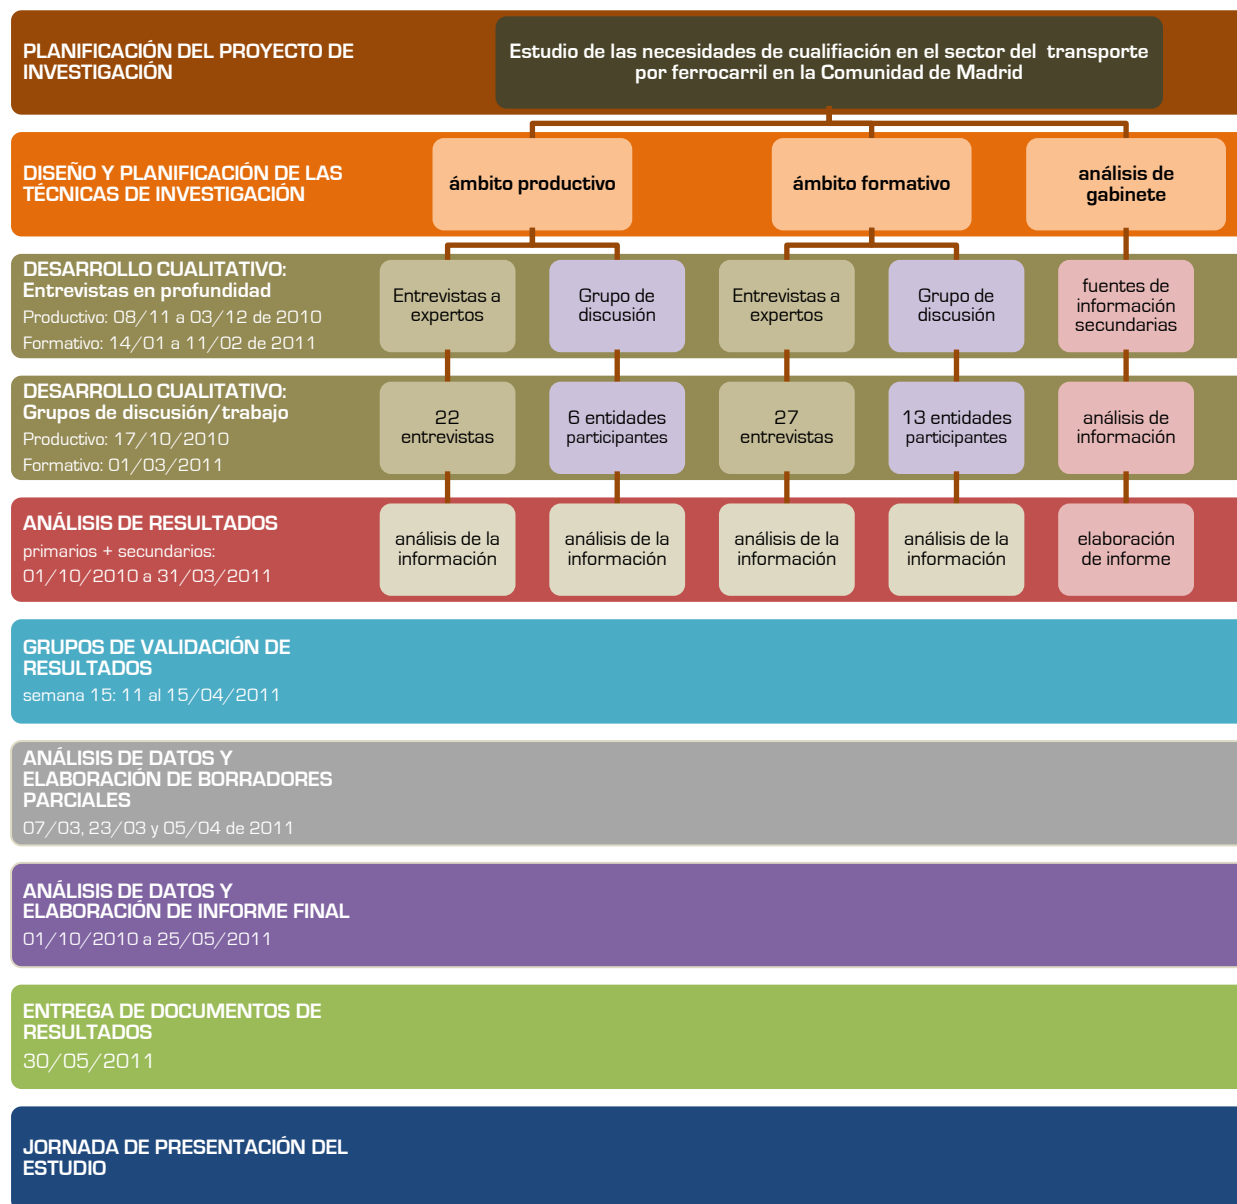 PLANIFICACIÓN DEL PROYECTO DE
INVESTIGACIÓN
Estudio de las necesidades de cualifiación en el sector del transporte
por ferrocarril en la Comunidad de Madrid
DISEÑO Y PLANIFICACIÓN DE LAS
TÉCNICAS DE INVESTIGACIÓN
ámbito productivo
ámbito formativo
análisis de
gabinete
DESARROLLO CUALITATIVO:
Entrevistas en profundidad
Productivo: 08/11 a 03/12 de 2010
Formativo: 14/01 a 11/02 de 2011
Entrevistas a
expertos
Grupo de
discusión
Entrevistas a
expertos
Grupo de
discusión
fuentes de
información
secundarias
DESARROLLO CUALITATIVO:
Grupos de discusión/trabajo
Productivo: 17/10/2010
Formativo: 01/03/2011
22
entrevistas
6 entidades
participantes
27
entrevistas
13 entidades
participantes
análisis de
información
ANÁLISIS DE RESULTADOS
primarios + secundarios:
01/10/2010 a 31/03/2011
análisis de la
información
análisis de la
información
análisis de la
información
análisis de la
información
elaboración
de informe
GRUPOS DE VALIDACIÓN DE
RESULTADOS
semana 15: 11 al 15/04/2011
ANÁLISIS DE DATOS Y
ELABORACIÓN DE BORRADORES
PARCIALES
07/03, 23/03 y 05/04 de 2011
ANÁLISIS DE DATOS Y
ELABORACIÓN DE INFORME FINAL
01/10/2010 a 25/05/2011
ENTREGA DE DOCUMENTOS DE
RESULTADOS
30/05/2011
JORNADA DE PRESENTACIÓN DEL
ESTUDIO